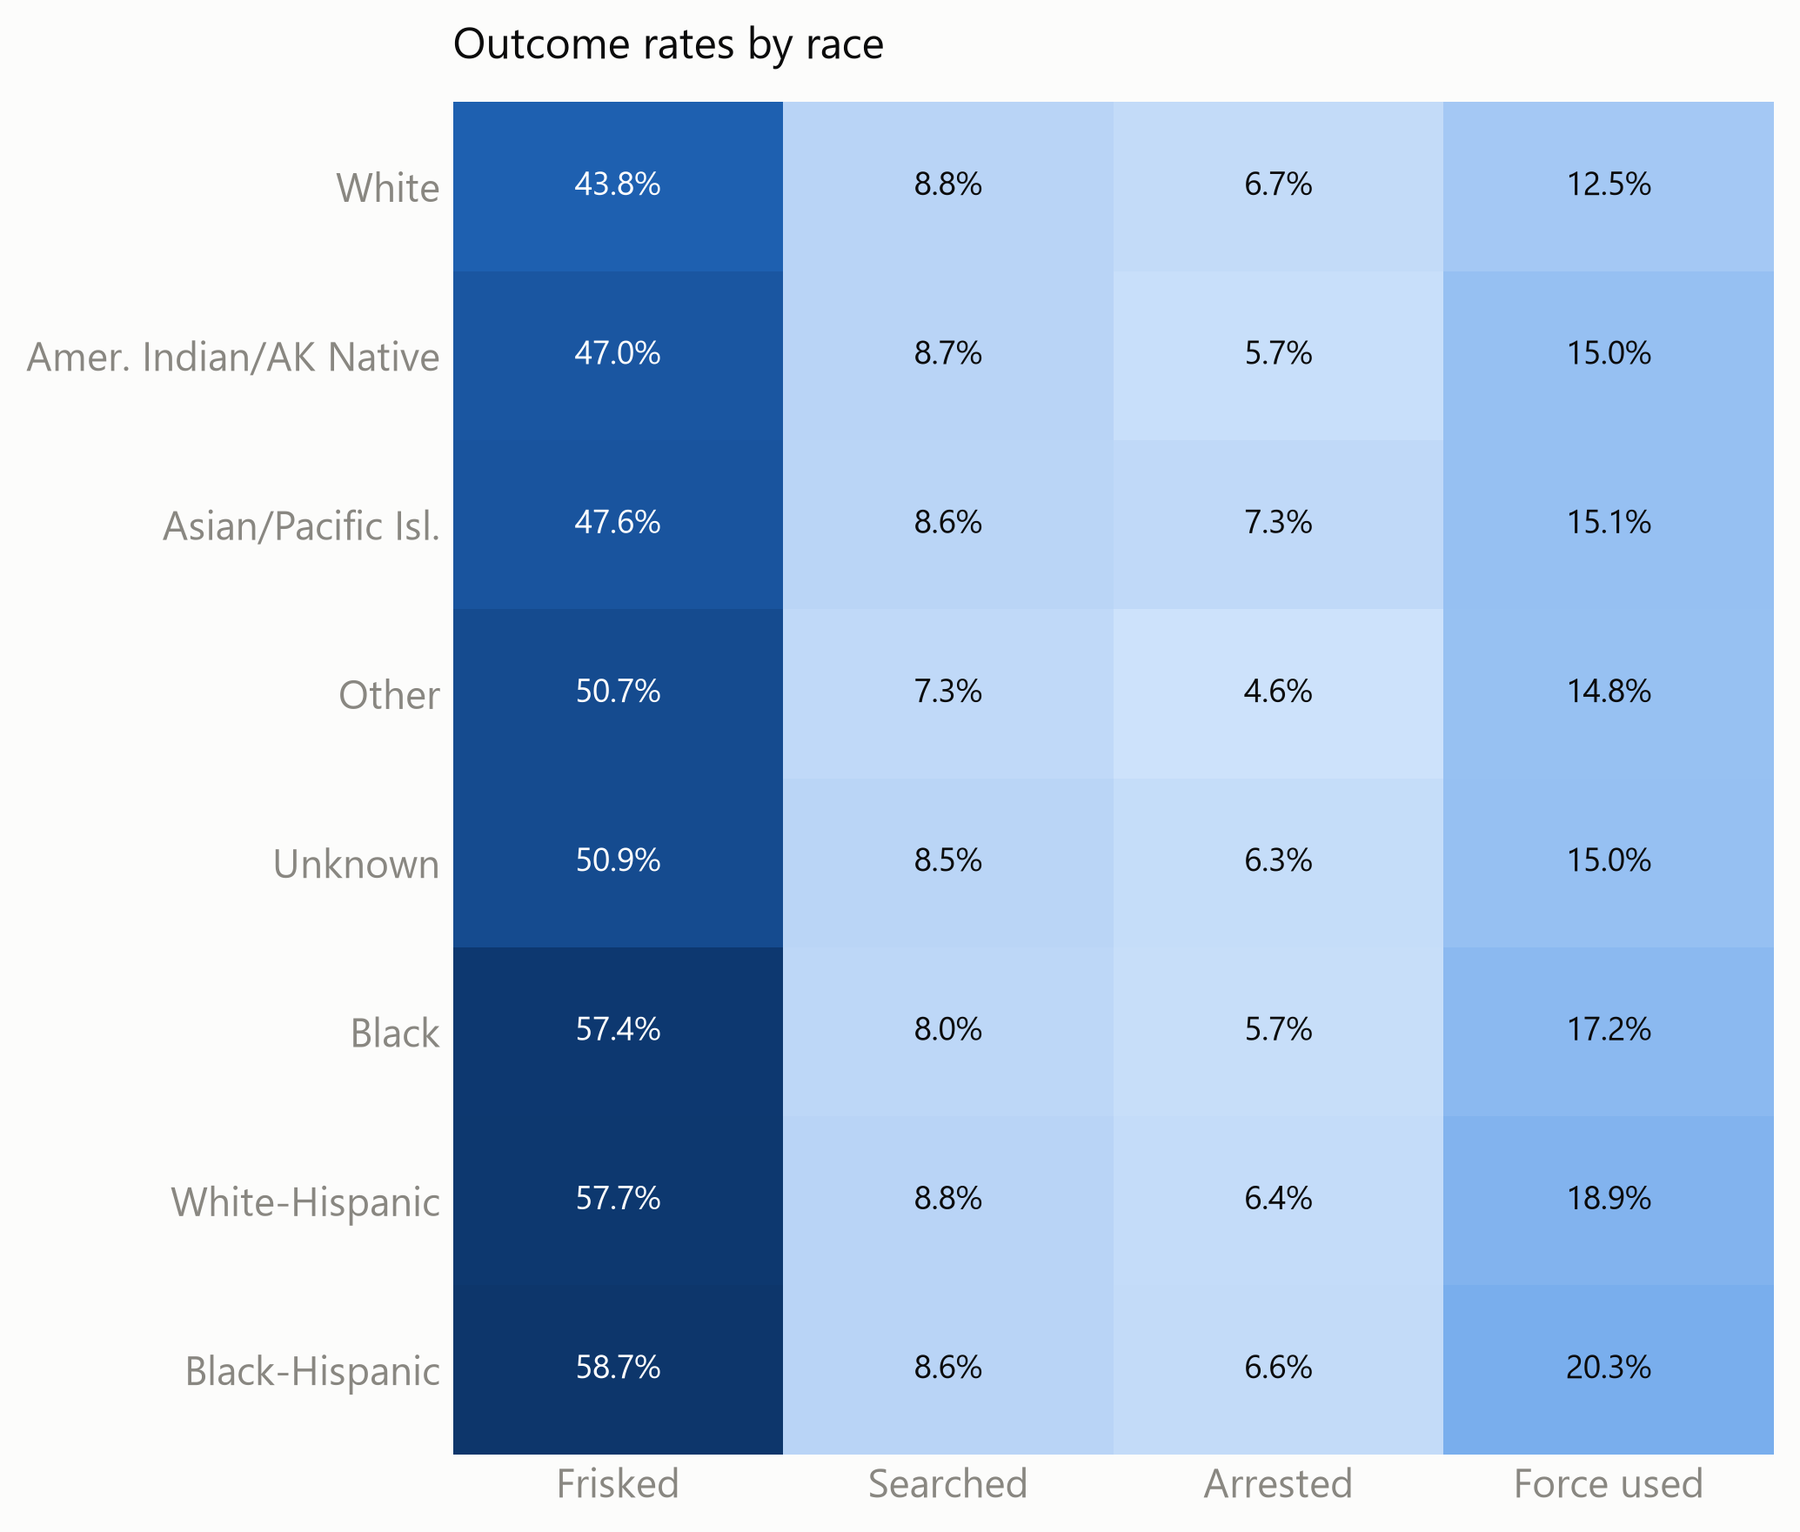 Outcome rates by race
White 43.8% 8.8% 6.7% 12.5%
Amer. Indian/AK Native 47.0% 8.7% 5.7% 15.0%
Asian/Pacific Isl. 47.6% 8.6% 7.3% 15.1%
Other 50.7% 7.3% 4.6% 14.8%
Unknown 50.9% 8.5% 6.3% 15.0%
Black 57.4% 8.0% 5.7% 17.2%
White-Hispanic 57.7% 8.8% 6.4% 18.9%
Black-Hispanic 58.7% 8.6% 6.6% 20.3%
Frisked Searched Arrested Force used